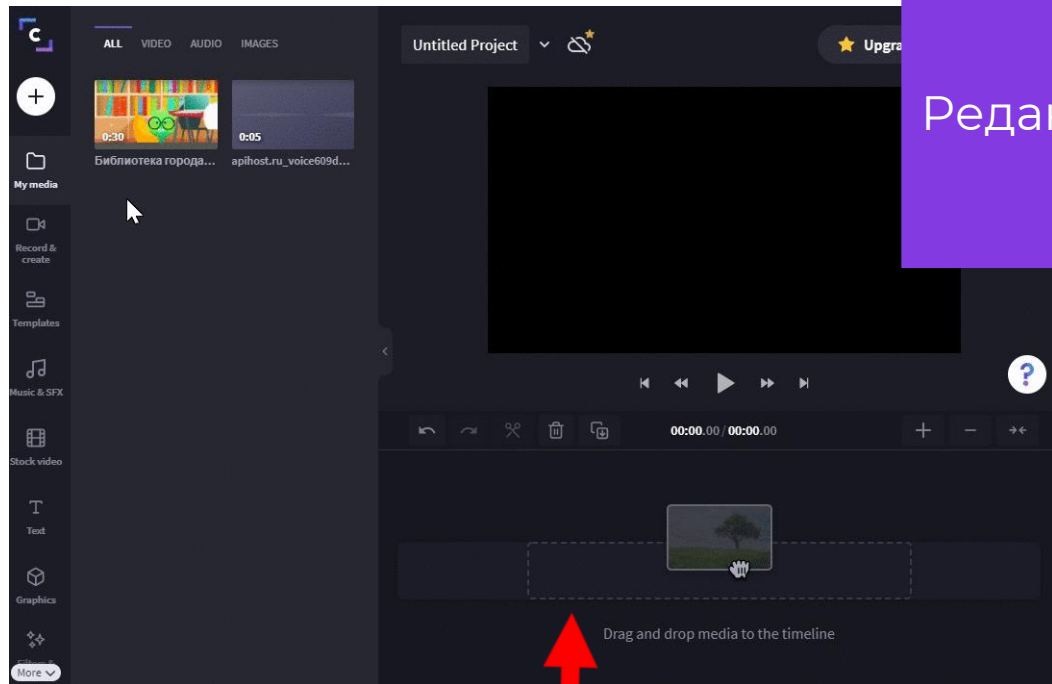 C
ALL VIDEO AUDIO IMAGES
Untitled Project
Upgra
Редаг
My media
0:30
0:05
Библиотека города...
apihost.ru_voice609d...
Record &
create
Templates
Music & SFX
?
00:00.00 / 00:00.00
Stock video
T
Text
Graphics
Drag and drop media to the timeline
Filters &
More